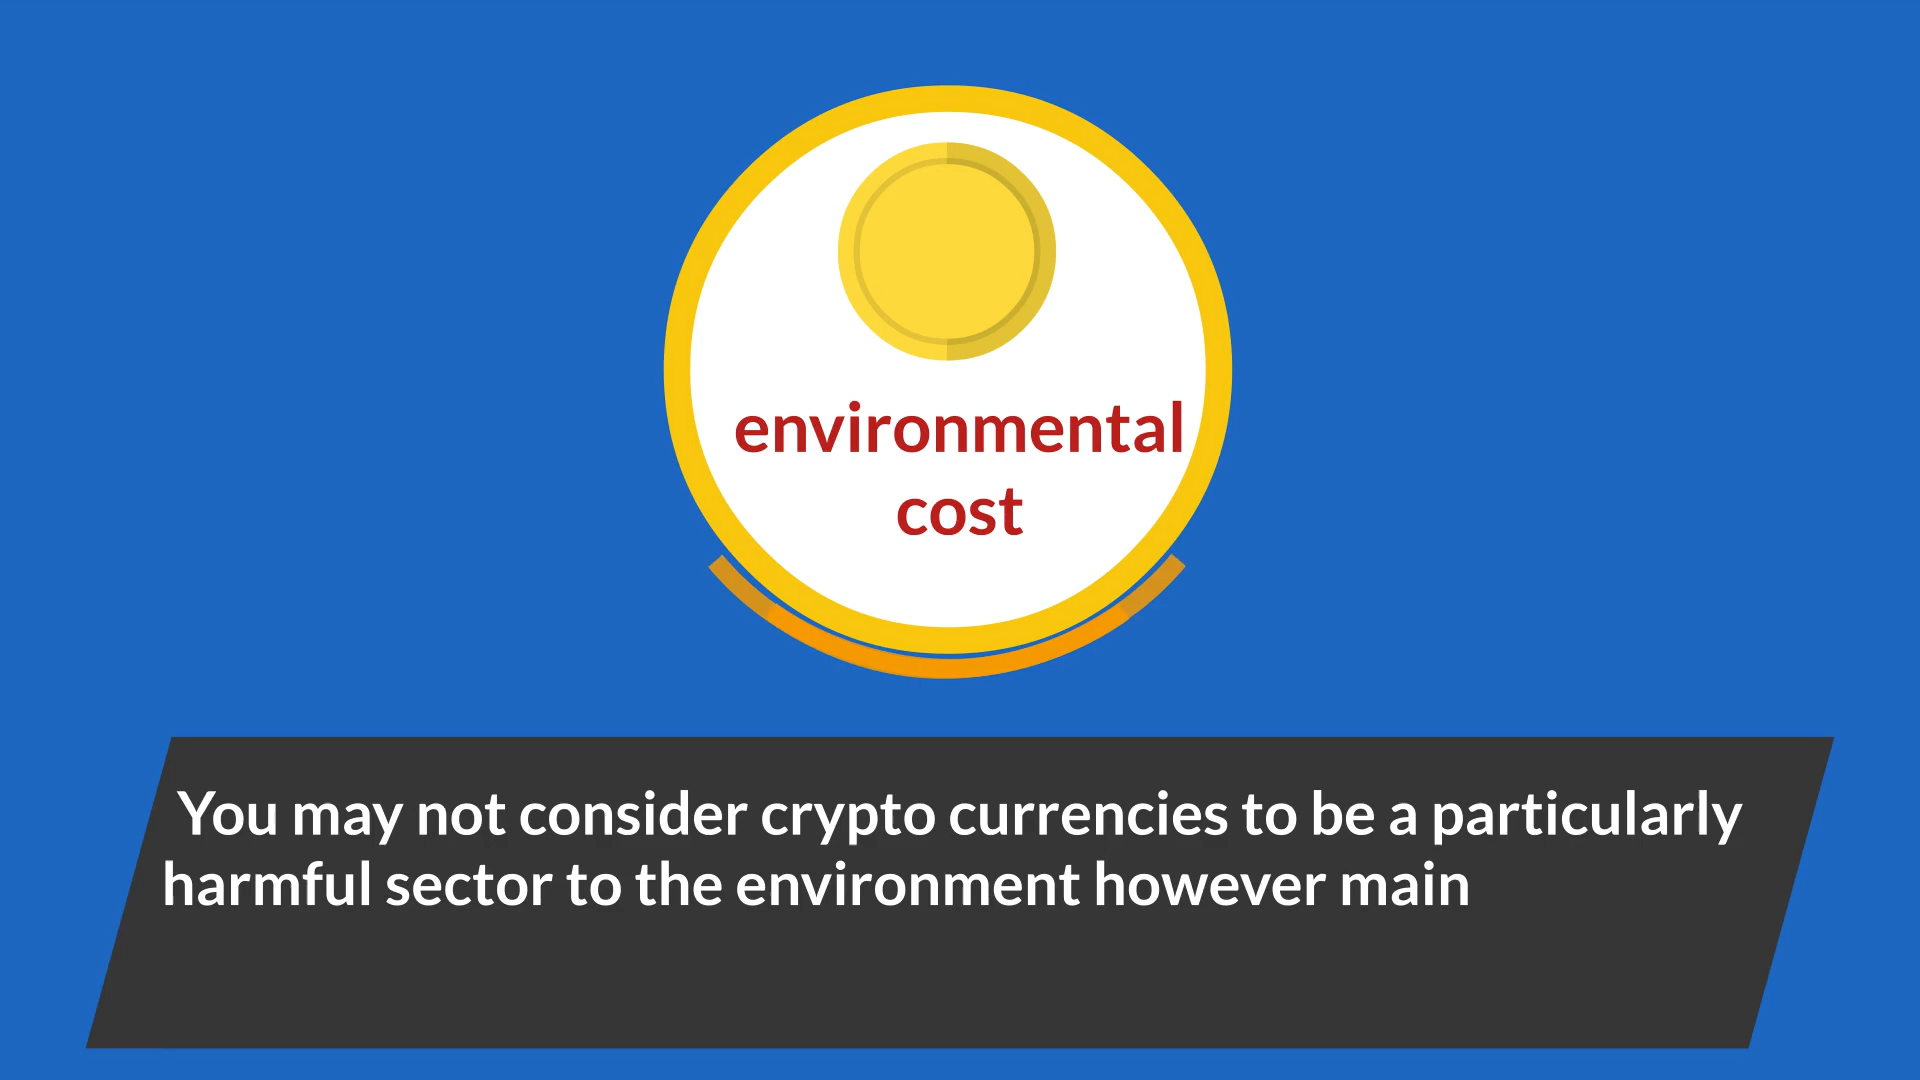 environmental
cost
You may not consider crypto currencies to be a particularly
harmful sector to the environment however main